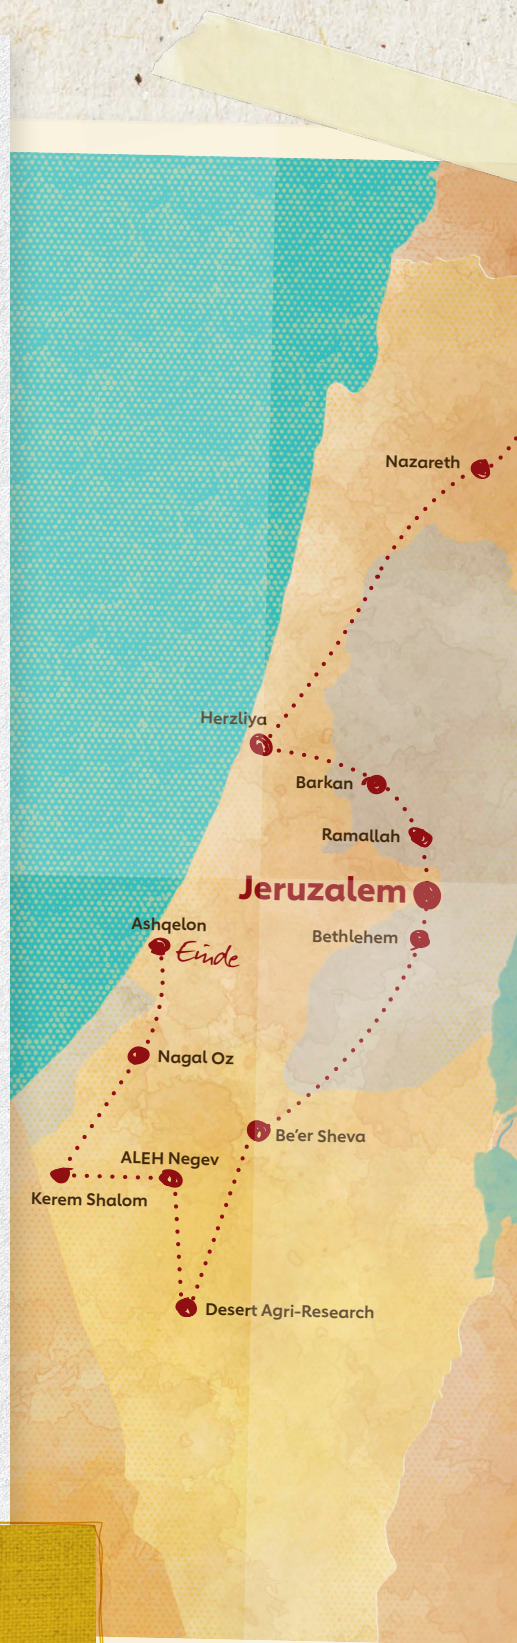 Nazareth
Herzliya
Barkan
Ramallah
Jeruzalem
Ashqelon
Einde
Bethlehem
Nagal Oz
Be'er Sheva
ALEH Negev
Kerem Shalom
Desert Agri-Research